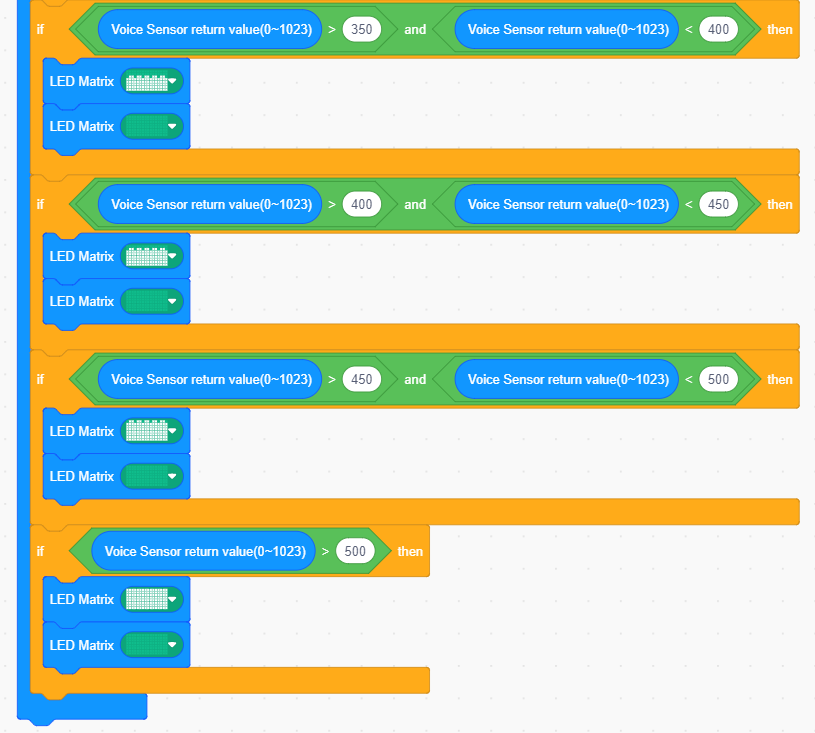 if Voice Sensor return value(0~1023) > 350 and Voice Sensor return value(0~1023) < 400 then
LED Matrix
LED Matrix
if Voice Sensor return value(0~1023) > 400 and Voice Sensor return value(0~1023) < 450 then
LED Matrix
LED Matrix
if Voice Sensor return value(0~1023) > 450 and Voice Sensor return value(0~1023) < 500 then
LED Matrix
LED Matrix
if Voice Sensor return value(0~1023) > 500 then
LED Matrix
LED Matrix